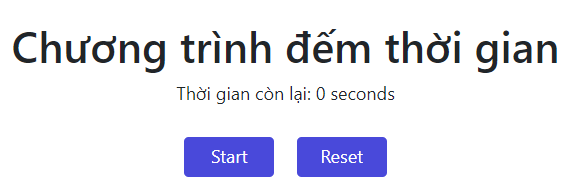 Chương trình đếm thời gian
Thời gian còn lại: 0 seconds
Start Reset